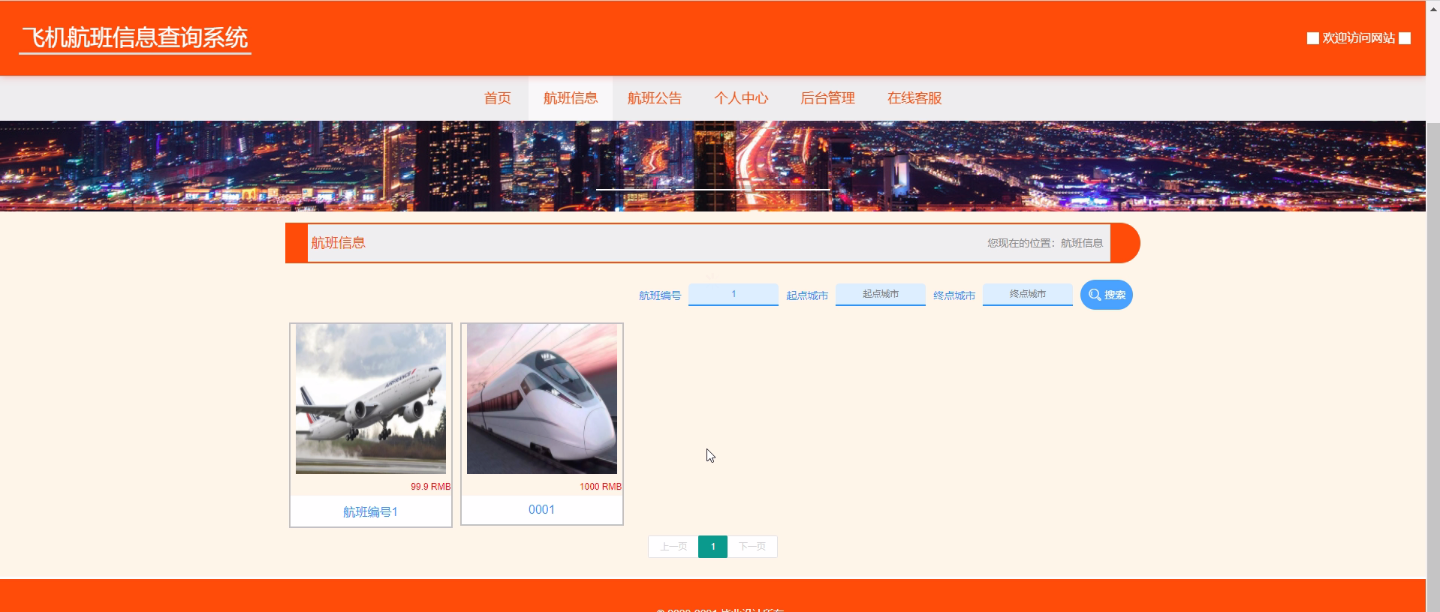 飞机航班信息查询系统
欢迎访问网站
首页 航班信息 航班公告 个人中心 后台管理 在线客服
航班信息
您现在的位置：航班信息
航班编号 1 起点城市 起点城市 终点城市 终点城市 搜索
99.9 RMB
航班编号1
1000 RMB
0001
上一页 1 下一页